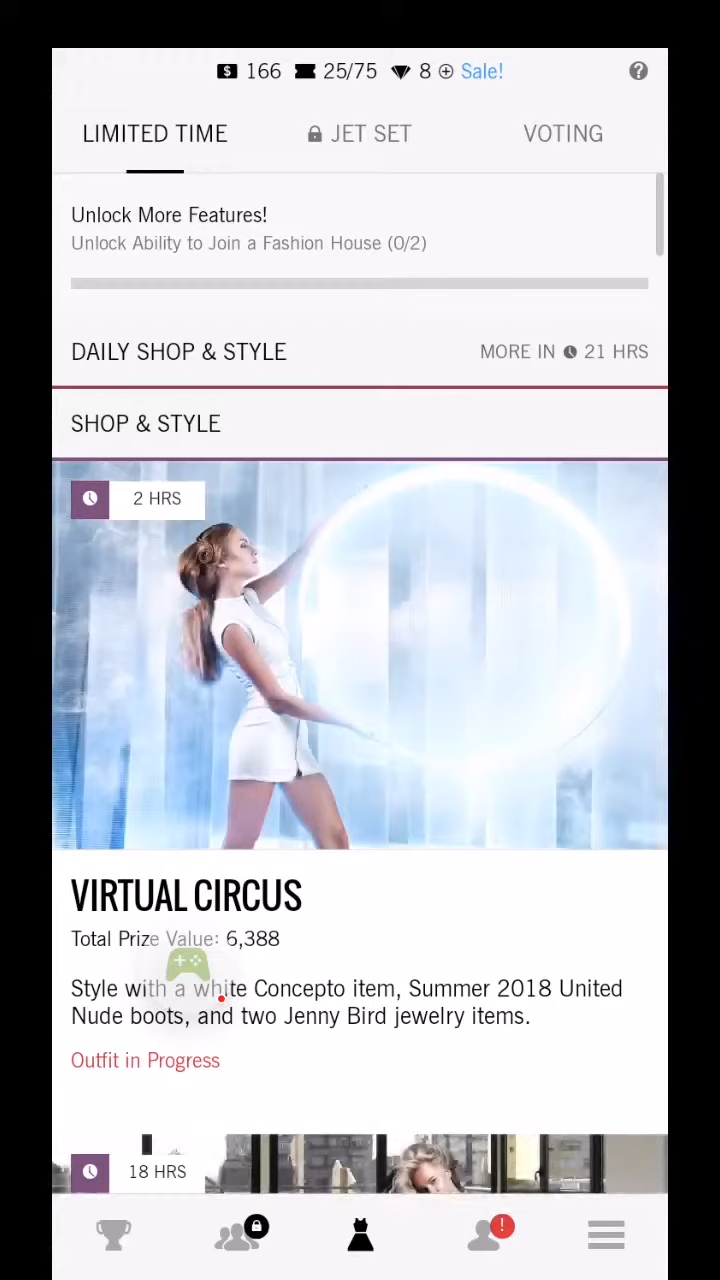 166 25/75 8 Sale!
LIMITED TIME JET SET VOTING
Unlock More Features!
Unlock Ability to Join a Fashion House (0/2)
DAILY SHOP & STYLE MORE IN 21 HRS
SHOP & STYLE
2 HRS
VIRTUAL CIRCUS
Total Prize Value: 6,388
Style with a white Concepto item, Summer 2018 United
Nude boots, and two Jenny Bird jewelry items.
Outfit in Progress
18 HRS